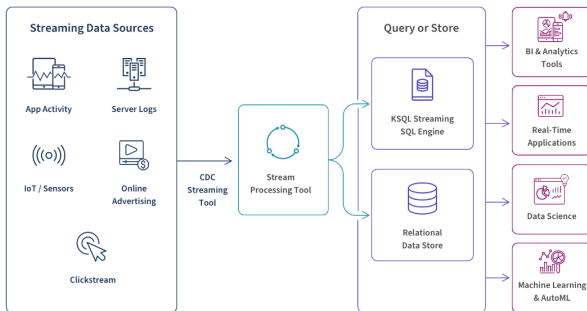 Streaming Data Sources
App Activity
Server Logs
IoT / Sensors
Online
Advertising
Clickstream
CDC
Streaming
Tool
Stream
Processing Tool
Query or Store
KSQL Streaming
SQL Engine
Relational
Data Store
BI & Analytics
Tools
Real-Time
Applications
Data Science
Machine Learning
& AutoML